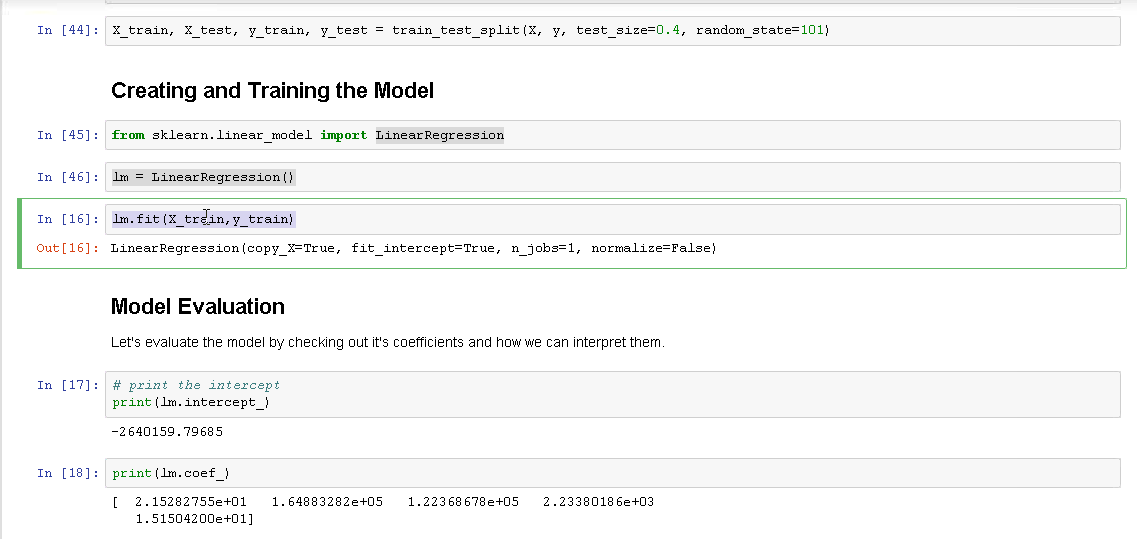 In [44]: X_train, X_test, y_train, y_test = train_test_split(X, y, test_size=0.4, random_state=101)
Creating and Training the Model
In [45]: from sklearn.linear_model import LinearRegression
In [46]: lm = LinearRegression()
In [16]: lm.fit(X_train,y_train)
Out[16]: LinearRegression(copy_X=True, fit_intercept=True, n_jobs=1, normalize=False)
Model Evaluation
Let's evaluate the model by checking out it's coefficients and how we can interpret them.
In [17]: # print the intercept
print(lm.intercept_)
-2640159.79685
In [18]: print(lm.coef_)
[ 2.15282755e+01 1.64883282e+05 1.22368678e+05 2.23380186e+03
1.51504200e+01]